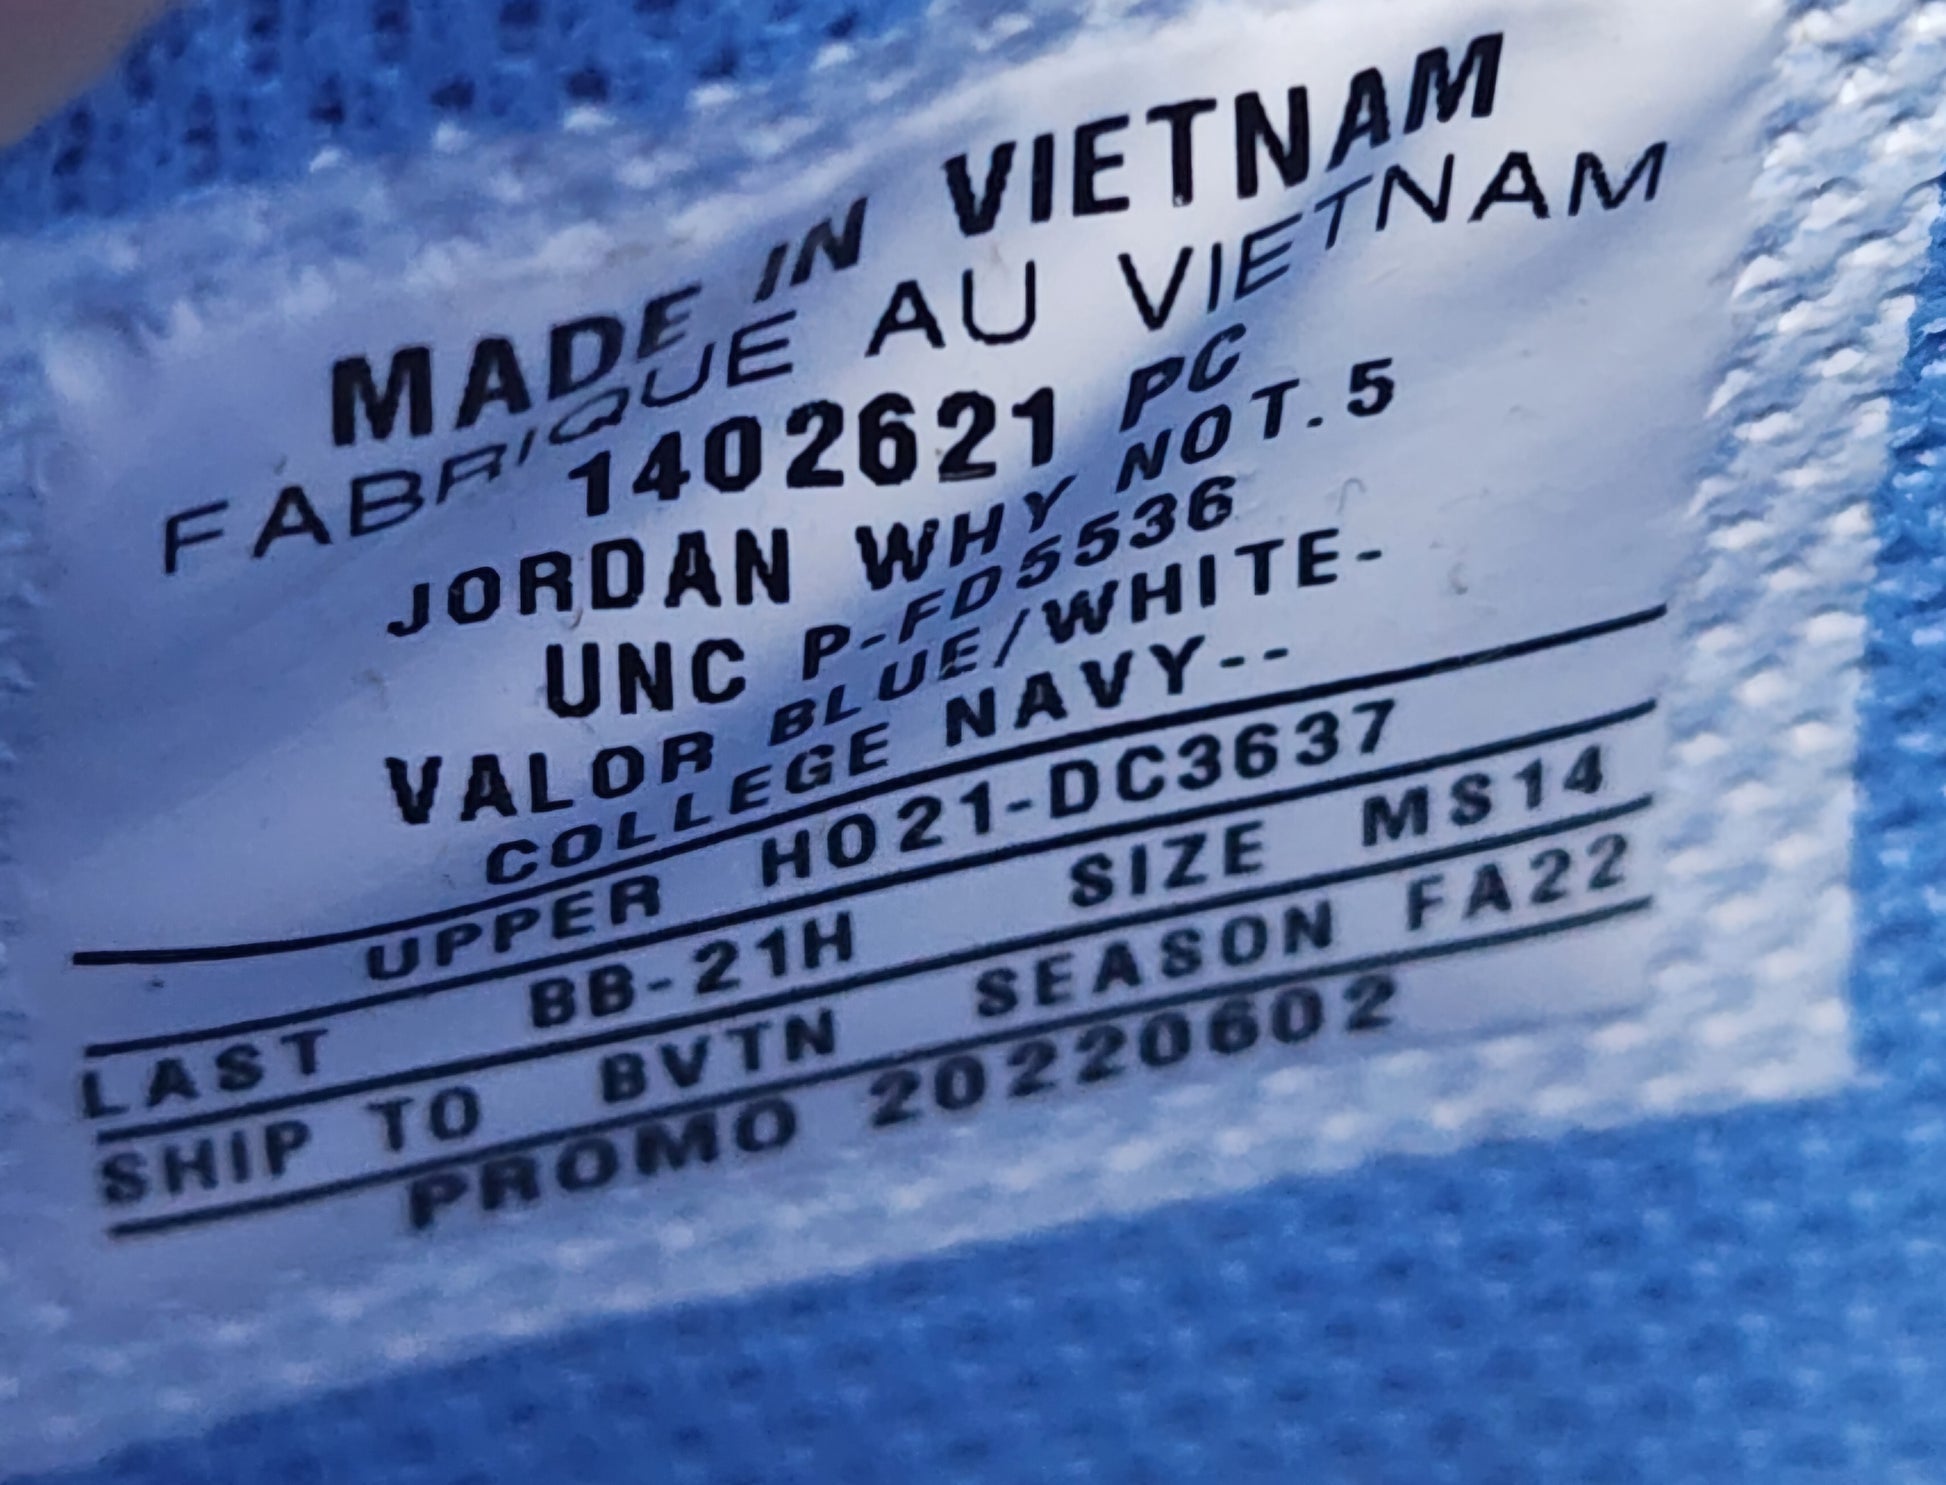 MADE IN VIETNAM
FABRIQUE AU VIETNAM
1402621 PC
JORDAN WHY NOT.5
UNC P-FD5536
VALOR BLUE/WHITE-
COLLEGE NAVY--
UPPER HO21-DC3637
LAST BB-21H SIZE MS14
SHIP TO BVTN SEASON FA22
PROMO 20220602